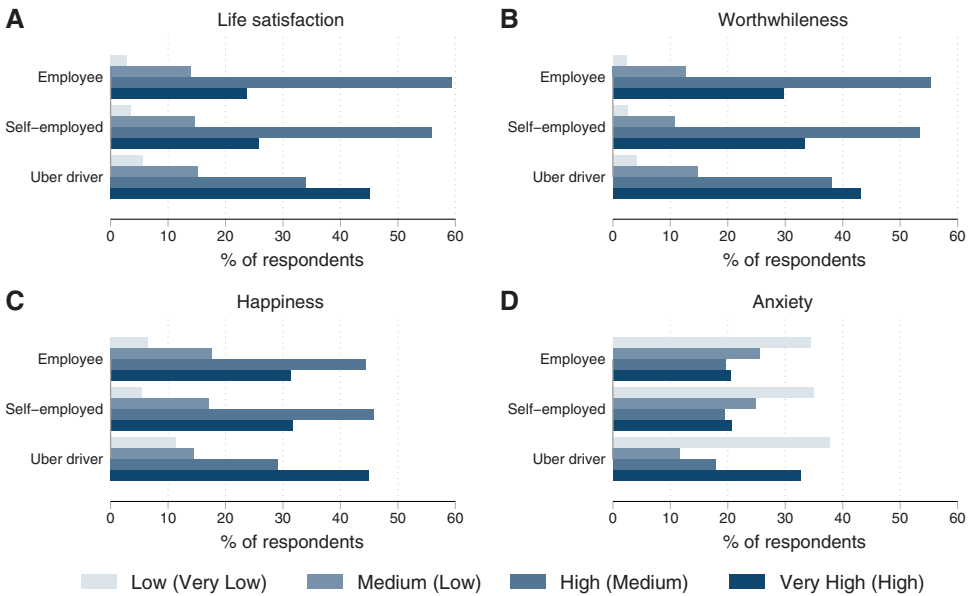 A Life satisfaction
Employee
Self−employed
Uber driver
0 10 20 30 40 50 60
% of respondents
B Worthwhileness
Employee
Self−employed
Uber driver
0 10 20 30 40 50 60
% of respondents
C Happiness
Employee
Self−employed
Uber driver
0 10 20 30 40 50 60
% of respondents
D Anxiety
Employee
Self−employed
Uber driver
0 10 20 30 40 50 60
% of respondents
Low (Very Low) Medium (Low) High (Medium) Very High (High)